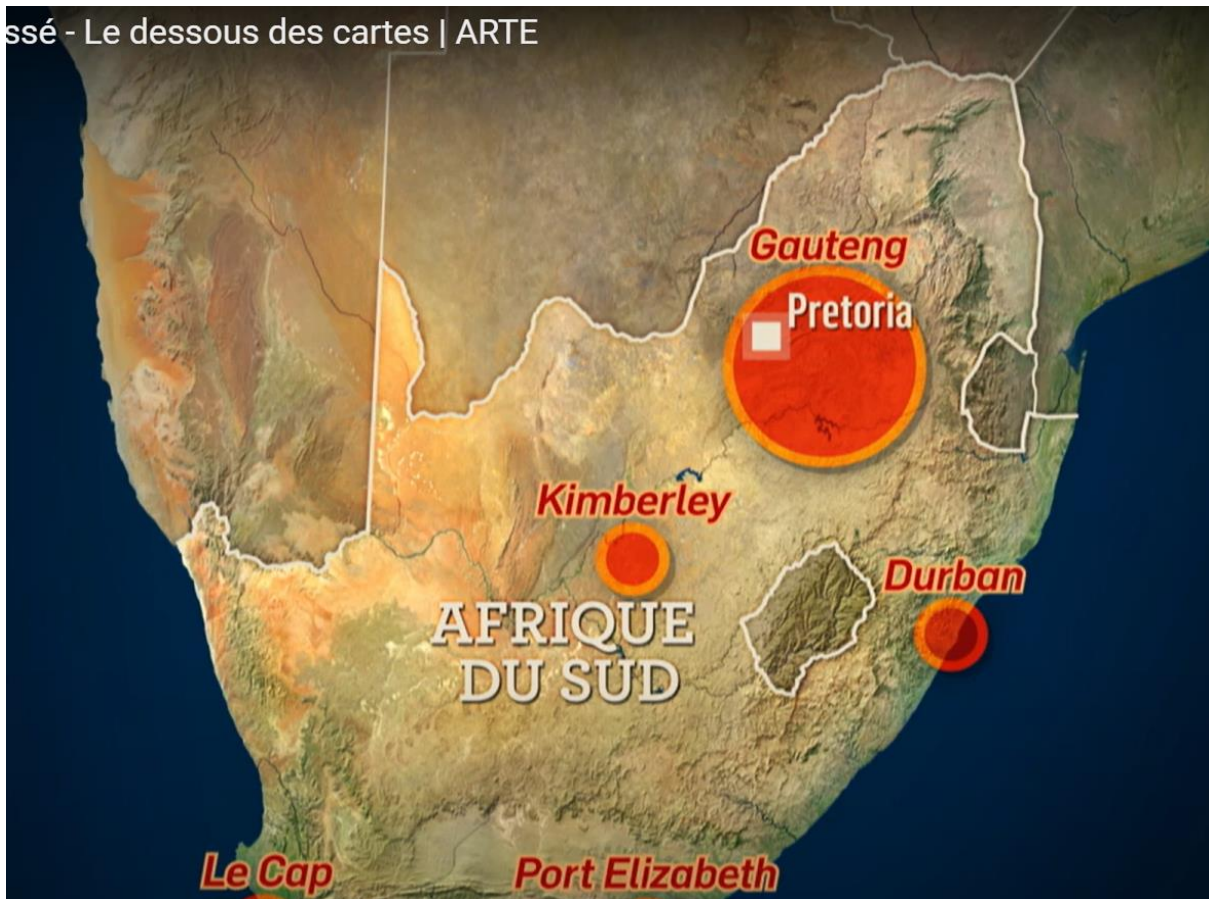 ssé - Le dessous des cartes | ARTE
Gauteng
Pretoria
Kimberley
Durban
AFRIQUE
DU SUD
Le Cap
Port Elizabeth